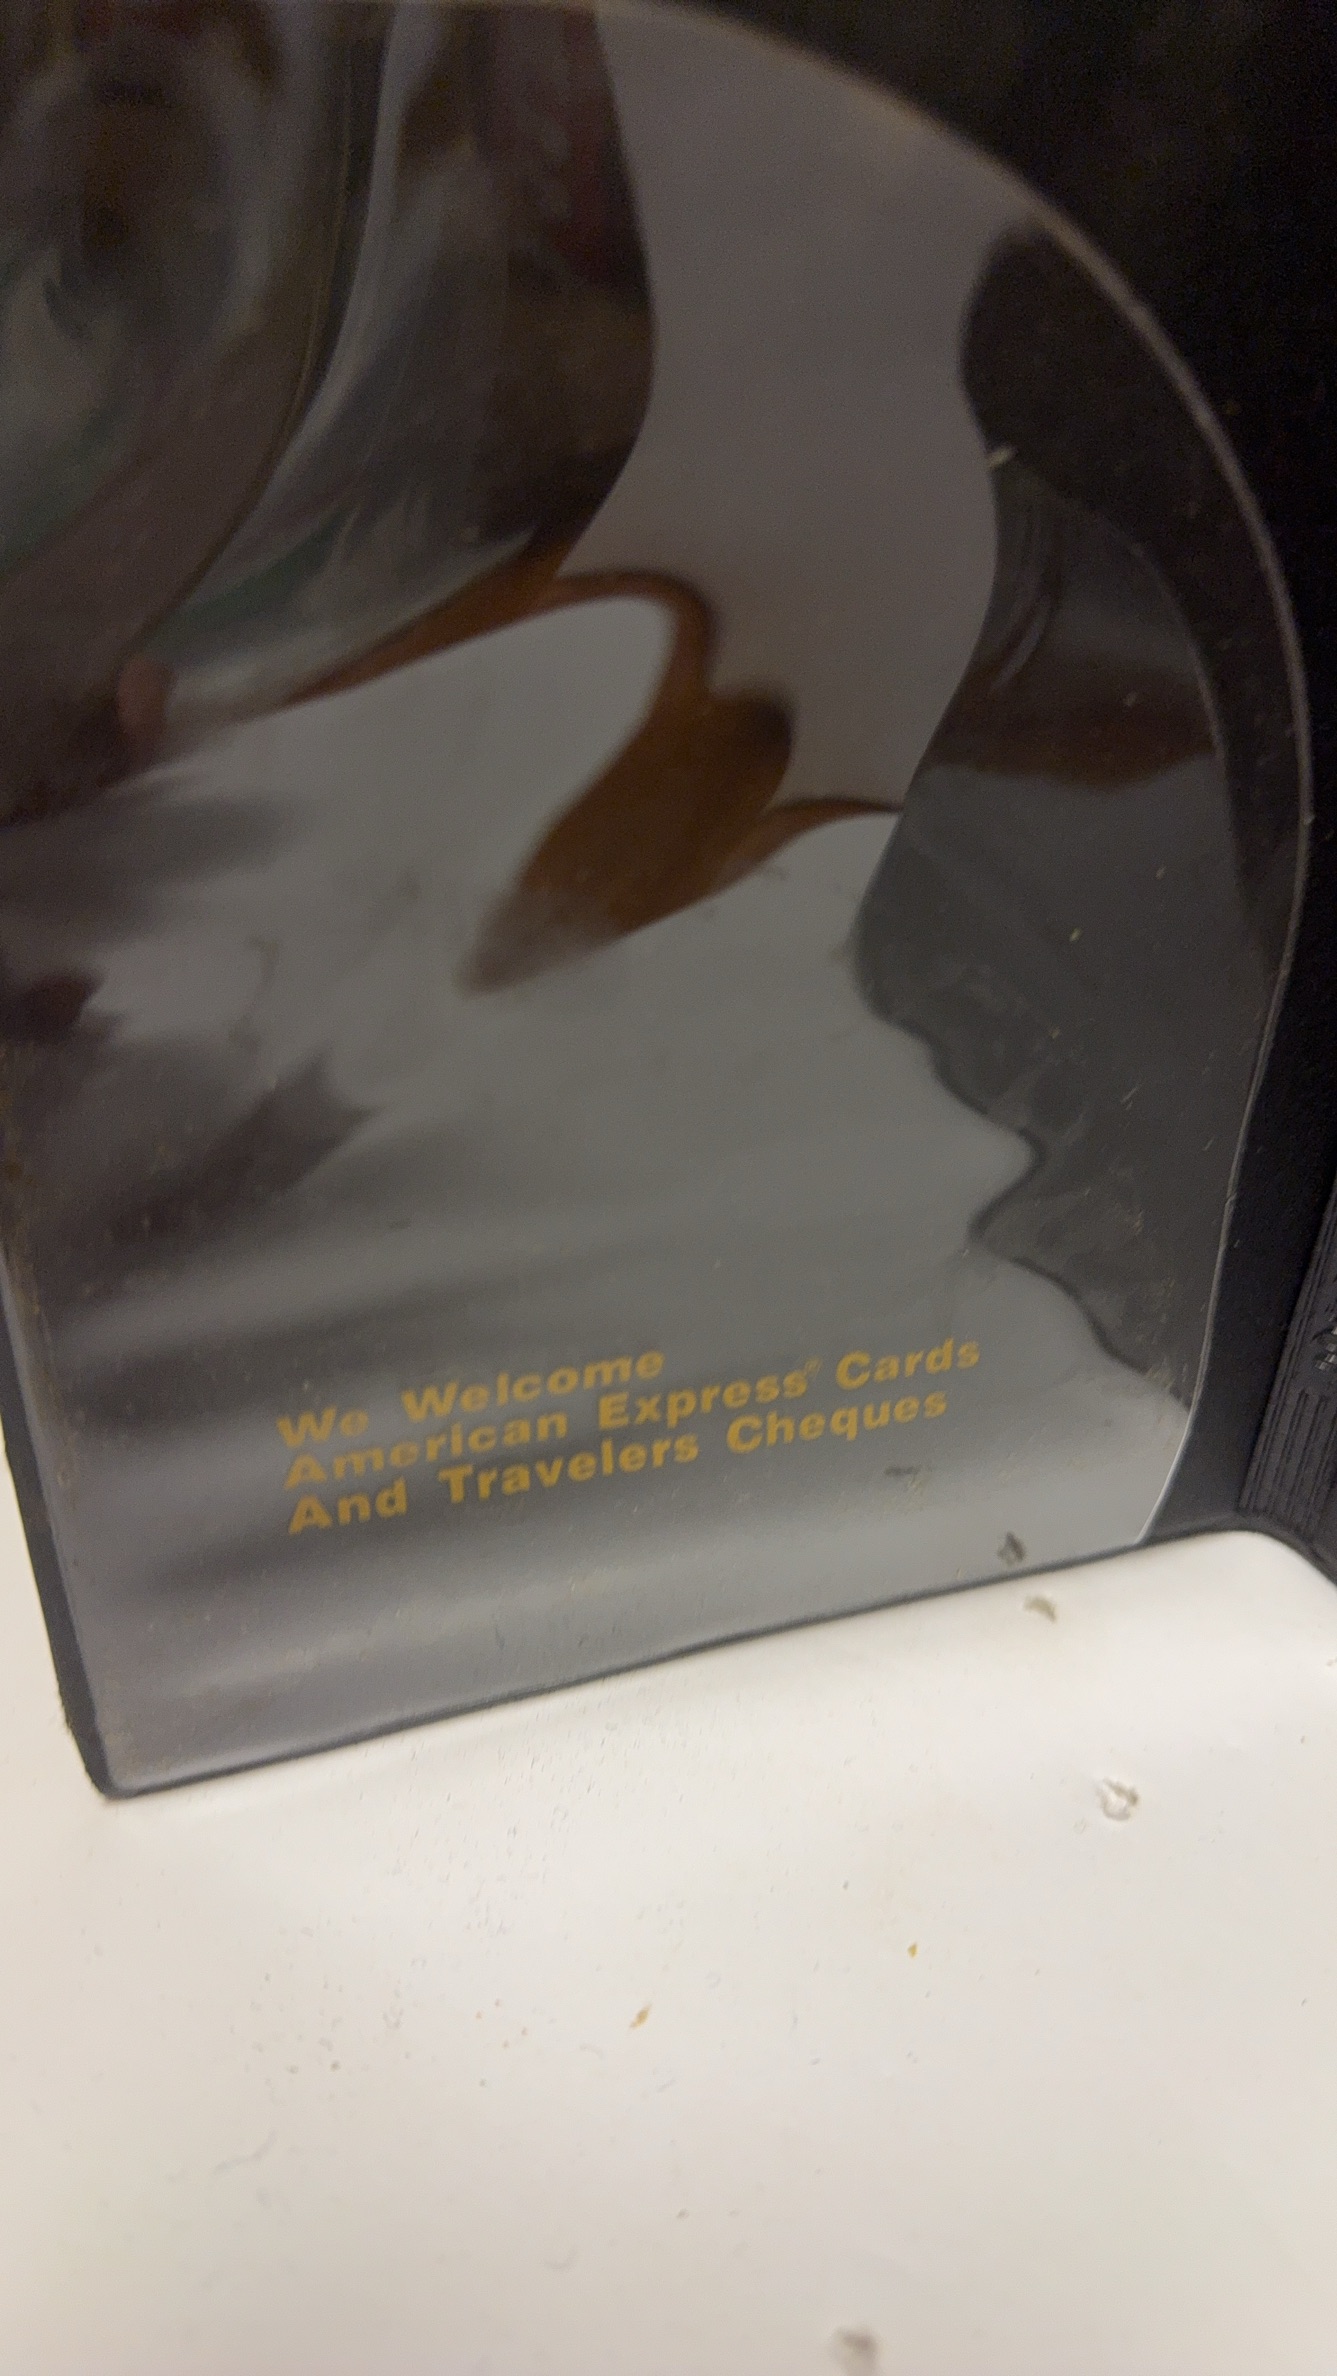 We Welcome
American Express® Cards
And Travelers Cheques